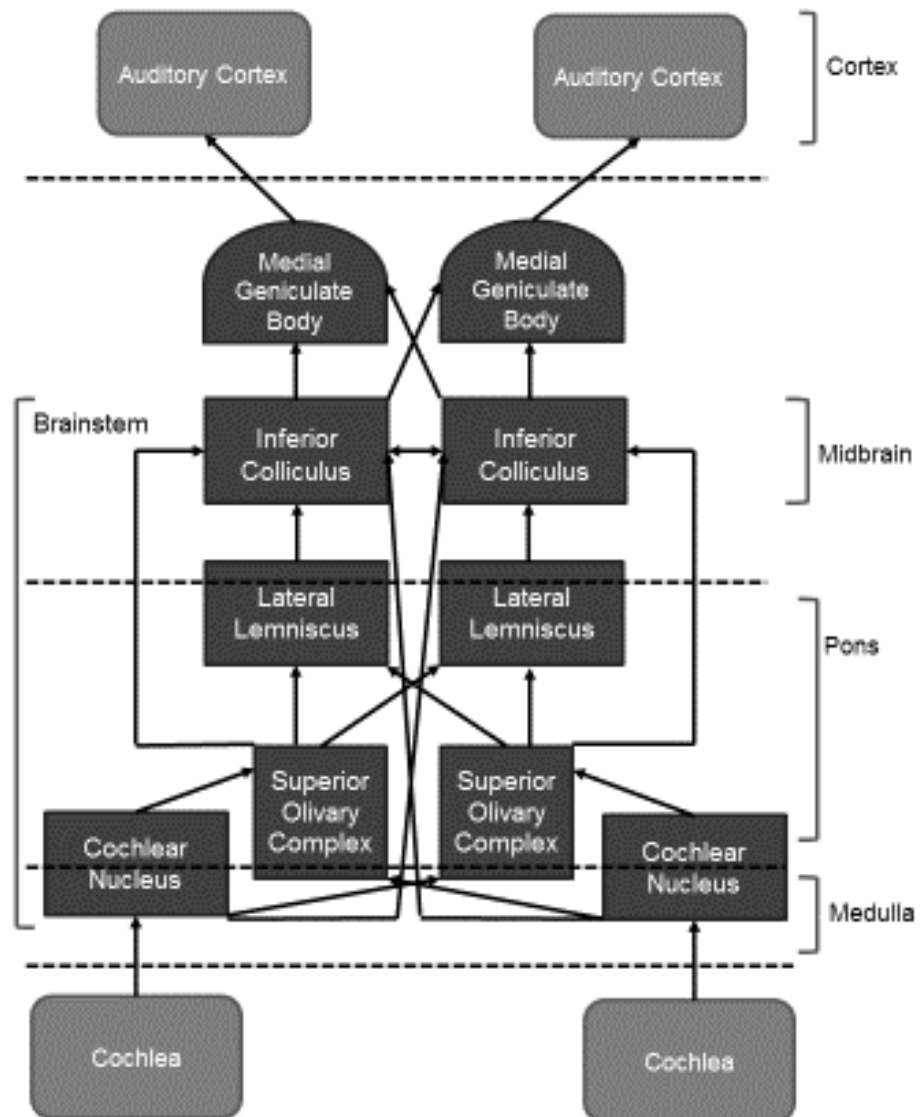 Auditory Cortex
Auditory Cortex
Cortex
Medial
Geniculate
Body
Medial
Geniculate
Body
Brainstem
Inferior
Colliculus
Inferior
Colliculus
Midbrain
Lateral
Lemniscus
Lateral
Lemniscus
Pons
Superior
Olivary
Complex
Superior
Olivary
Complex
Cochlear
Nucleus
Cochlear
Nucleus
Medulla
Cochlea
Cochlea